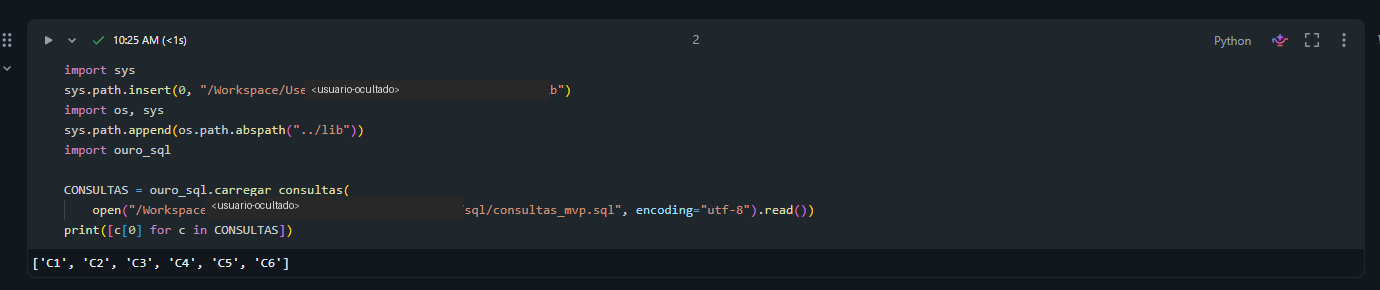 10:25 AM (<1s)
2
Python
import sys
sys.path.insert(0, "/Workspace/Use <usuario-ocultado> b")
import os, sys
sys.path.append(os.path.abspath("../lib"))
import ouro_sql
CONSULTAS = ouro_sql.carregar_consultas(
open("/Workspace <usuario-ocultado> /sql/consultas_mvp.sql", encoding="utf-8").read())
print([c[0] for c in CONSULTAS])
['C1', 'C2', 'C3', 'C4', 'C5', 'C6']